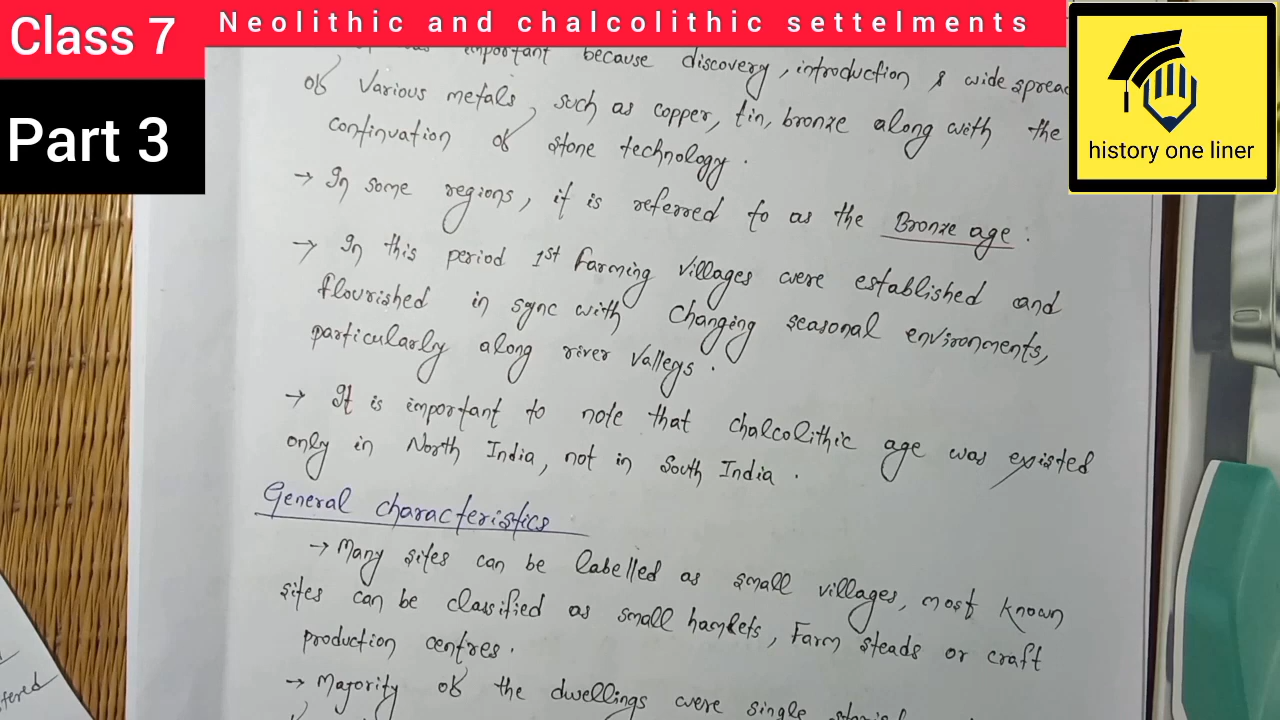 Class 7
Neolithic and chalcolithic settelments
Part 3
history one liner
important because discovery, introduction & wide spread
of various metals, such as copper, tin, bronze along with the
continuation of stone technology.
→ In some regions, it is referred to as the Bronze age.
→ In this period 1st farming villages were established and
flourished in sync with changing seasonal environments,
particularly along river valleys.
→ It is important to note that chalcolithic age was existed
only in North India, not in South India.
General characteristics
→ Many sites can be labelled as small villages, most known
sites can be classified as small hamlets, Farm steads or craft
production centres.
→ Majority of the dwellings were single